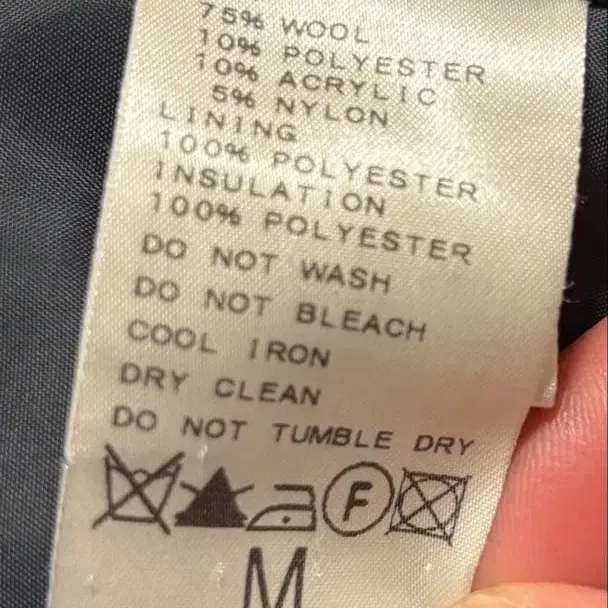 75% WOOL
10% POLYESTER
10% ACRYLIC
5% NYLON
LINING
100% POLYESTER
INSULATION
100% POLYESTER
DO NOT WASH
DO NOT BLEACH
COOL IRON
DRY CLEAN
DO NOT TUMBLE DRY
F
M